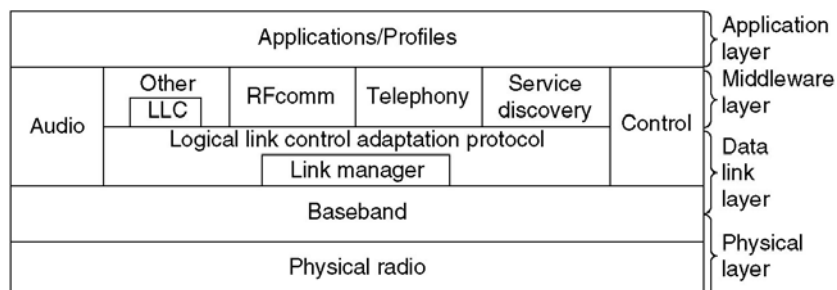 Applications/Profiles
Application
layer
Audio
Other
LLC
RFcomm
Telephony
Service
discovery
Control
Middleware
layer
Logical link control adaptation protocol
Link manager
Data
link
layer
Baseband
Physical radio
Physical
layer